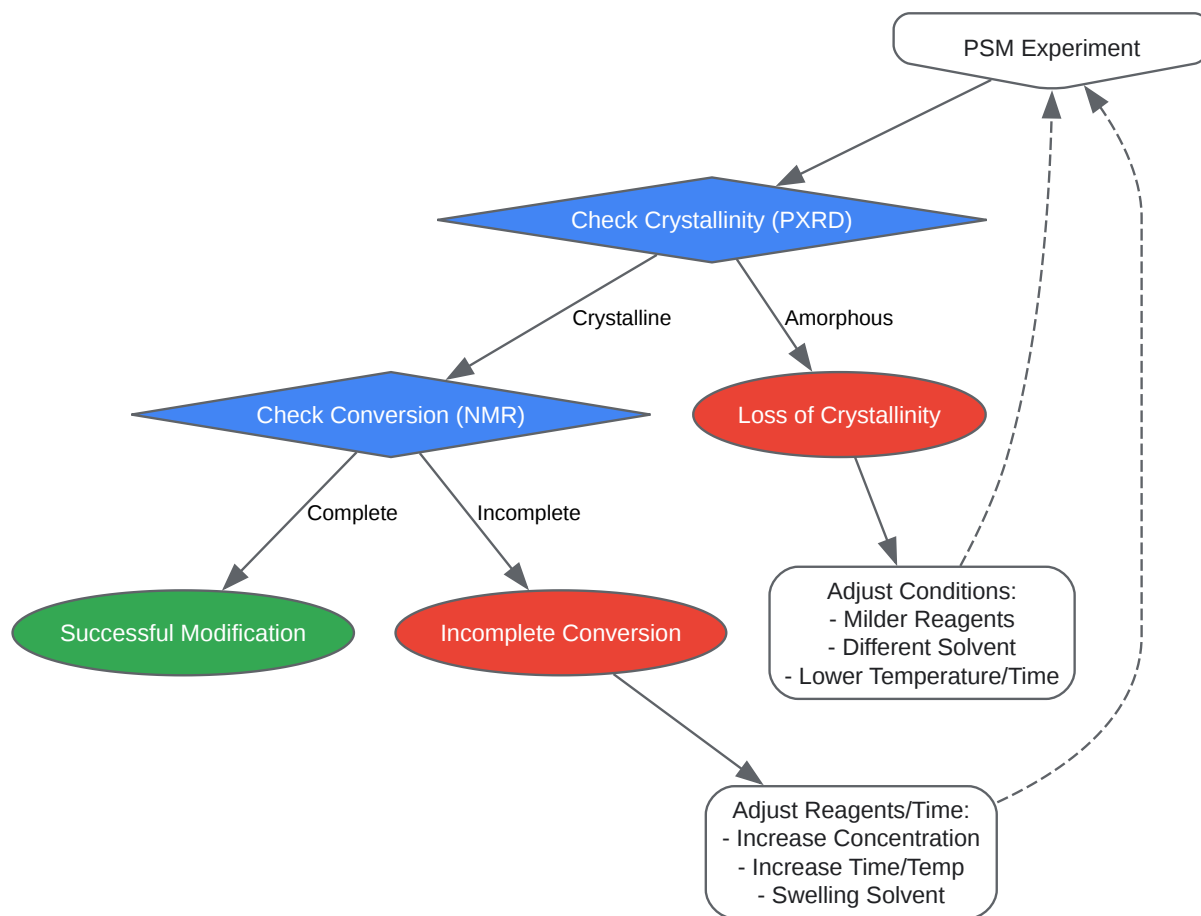 PSM Experiment
Check Crystallinity (PXRD)
Crystalline
Amorphous
Check Conversion (NMR)
Loss of Crystallinity
Complete
Incomplete
Successful Modification
Incomplete Conversion
Adjust Conditions:
- Milder Reagents
- Different Solvent
- Lower Temperature/Time
Adjust Reagents/Time:
- Increase Concentration
- Increase Time/Temp
- Swelling Solvent